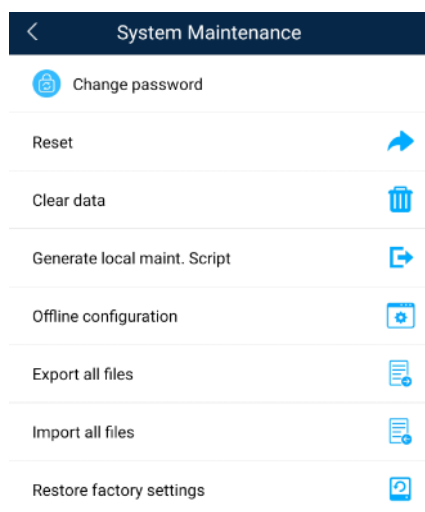 System Maintenance
Change password
Reset
Clear data
Generate local maint. Script
Offline configuration
Export all files
Import all files
Restore factory settings